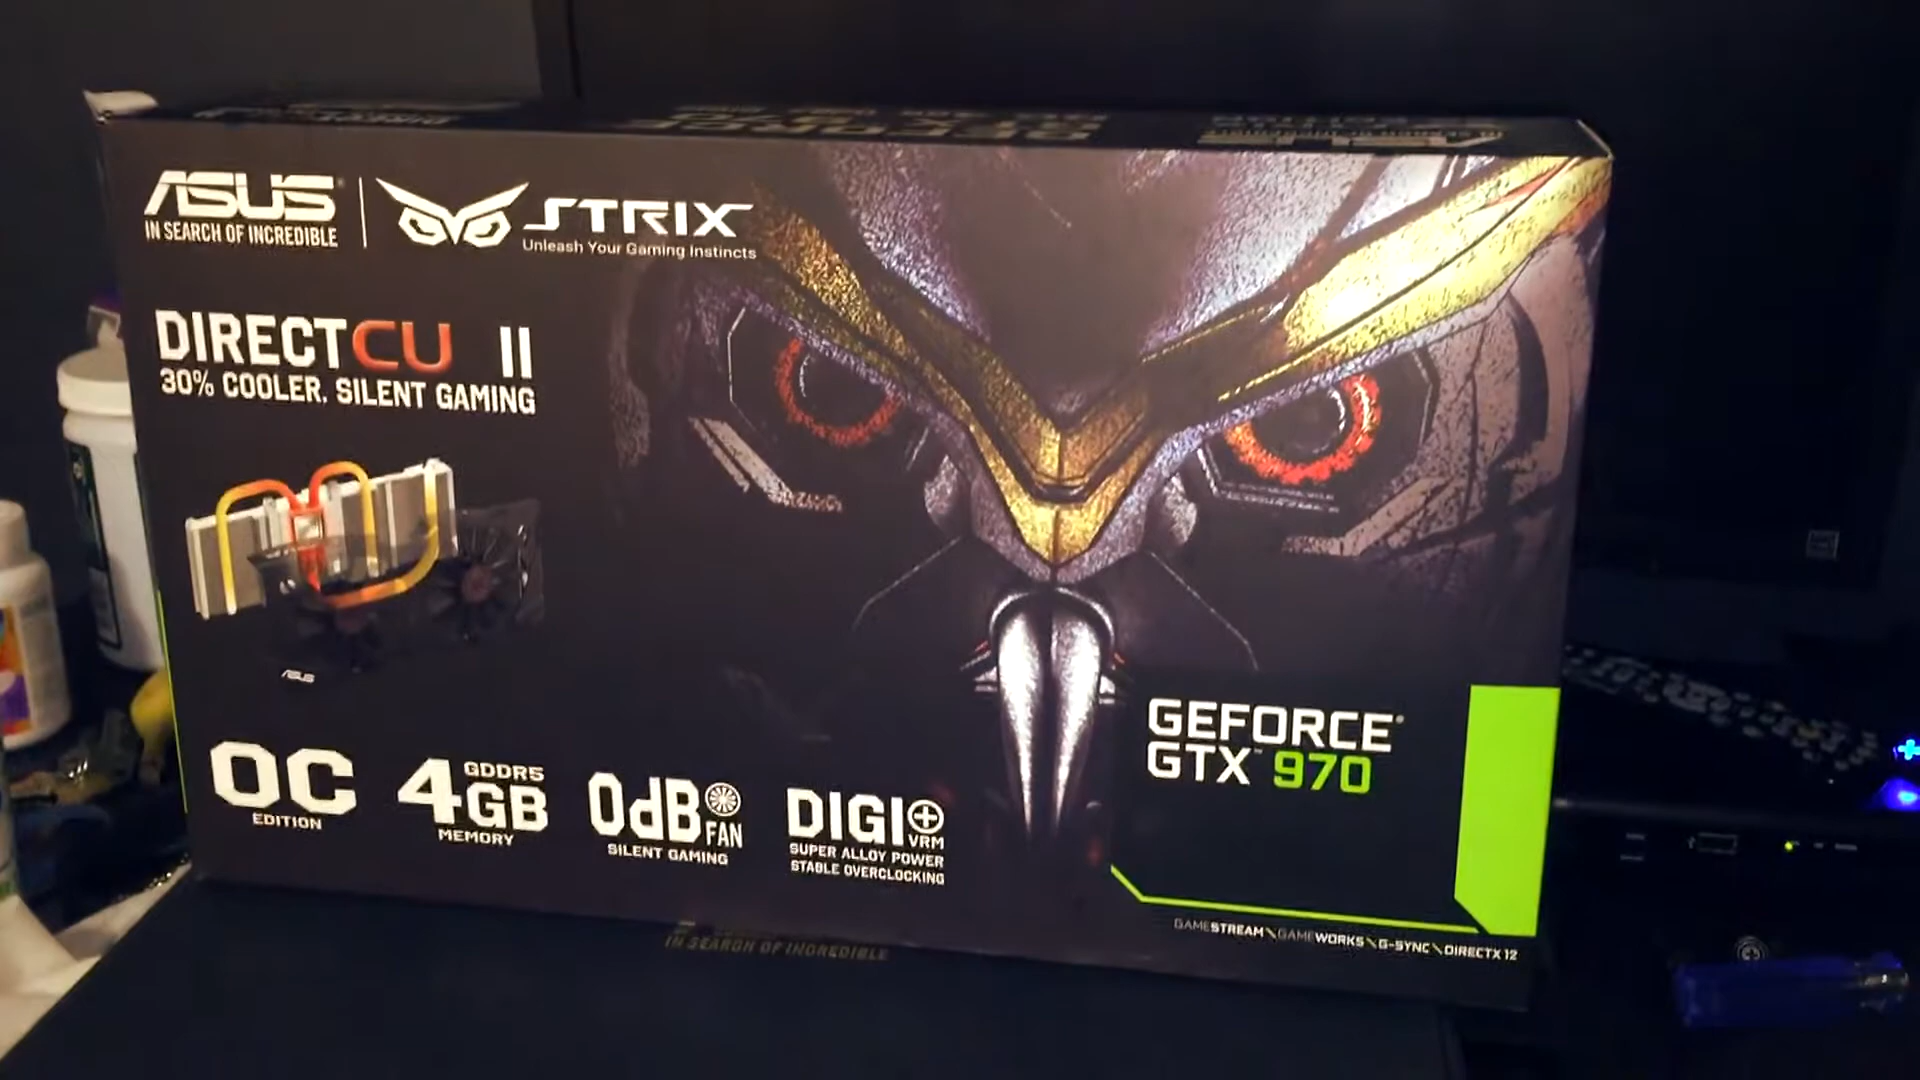 ASUS
IN SEARCH OF INCREDIBLE
STRIX
Unleash Your Gaming Instincts
DIRECTCU II
30% COOLER. SILENT GAMING
ASUS
OC
EDITION
4GB
GDDR5
MEMORY
0dB
FAN
SILENT GAMING
DIGI+
VRM
SUPER ALLOY POWER
STABLE OVERCLOCKING
GEFORCE®
GTX™ 970
GAMESTREAM\GAMEWORKS\G-SYNC\DIRECTX 12
IN SEARCH OF INCREDIBLE